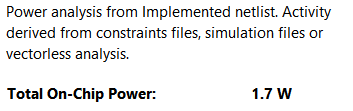 Power analysis from Implemented netlist. Activity
derived from constraints files, simulation files or
vectorless analysis.
Total On-Chip Power: 1.7 W